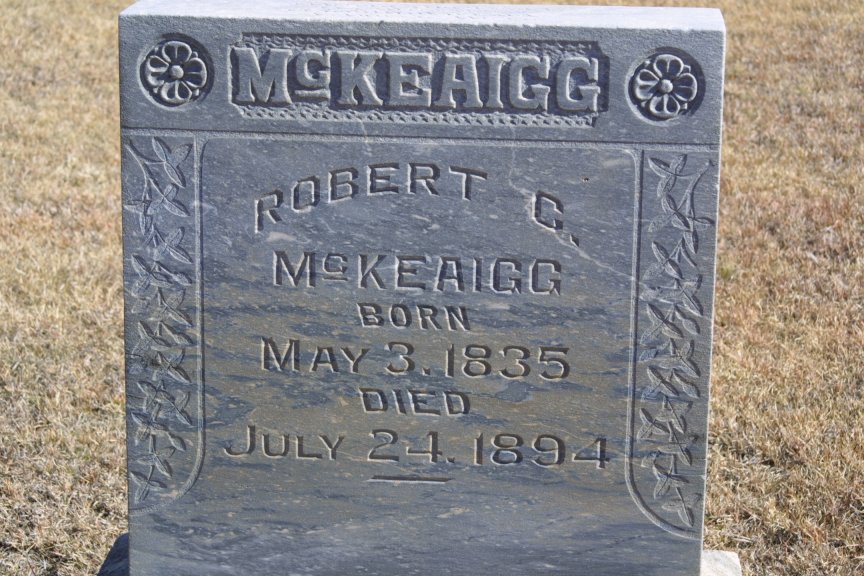 McKEAIGG
ROBERT C.
McKEAIGG
BORN
MAY 3. 1835
DIED
JULY 24. 1894